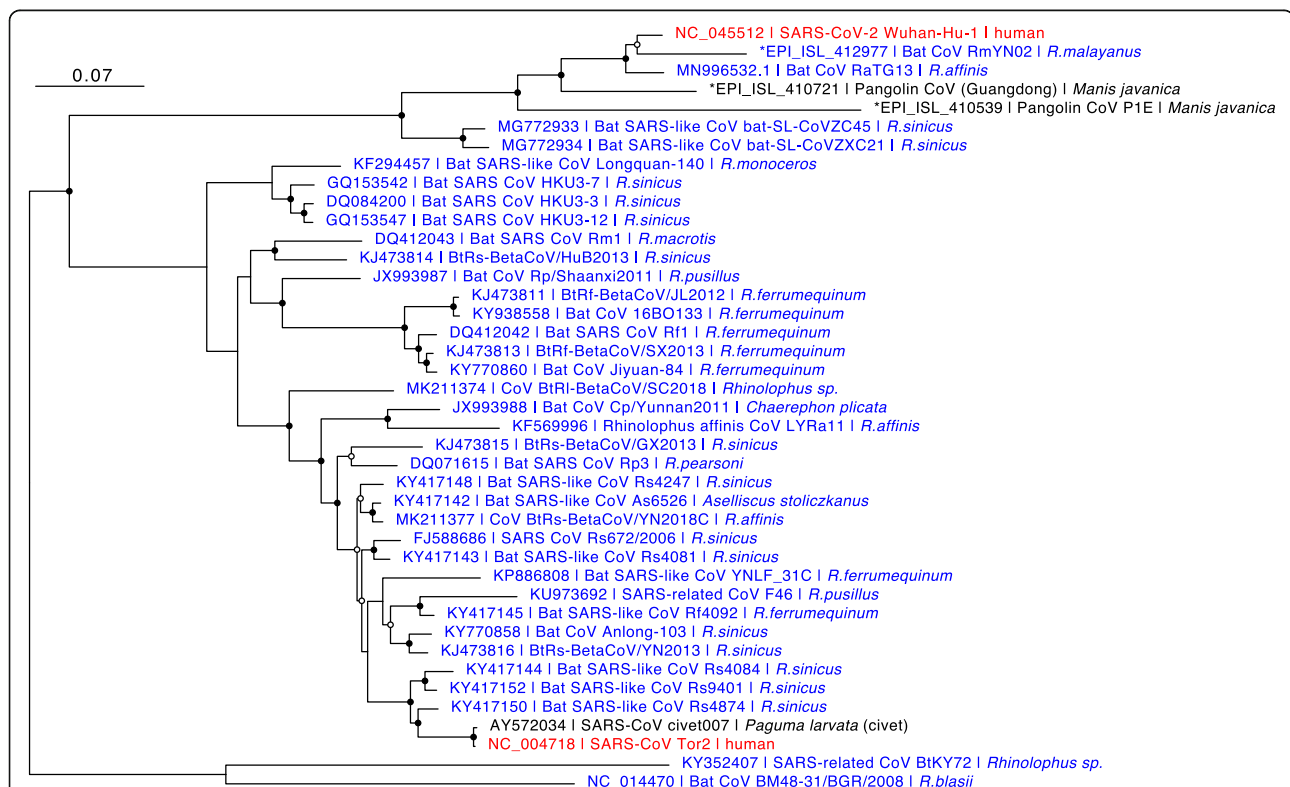 NC_045512 | SARS-CoV-2 Wuhan-Hu-1 | human
0.07
*EPI_ISL_412977 | Bat CoV RmYN02 | R.malayanus
MN996532.1 | Bat CoV RaTG13 | R.affinis
*EPI_ISL_410721 | Pangolin CoV (Guangdong) | Manis javanica
*EPI_ISL_410539 | Pangolin CoV P1E | Manis javanica
MG772933 | Bat SARS-like CoV bat-SL-CoVZC45 | R.sinicus
MG772934 | Bat SARS-like CoV bat-SL-CoVZXC21 | R.sinicus
KF294457 | Bat SARS-like CoV Longquan-140 | R.monoceros
GQ153542 | Bat SARS CoV HKU3-7 | R.sinicus
DQ084200 | Bat SARS CoV HKU3-3 | R.sinicus
GQ153547 | Bat SARS CoV HKU3-12 | R.sinicus
DQ412043 | Bat SARS CoV Rm1 | R.macrotis
KJ473814 | BtRs-BetaCoV/HuB2013 | R.sinicus
JX993987 | Bat CoV Rp/Shaanxi2011 | R.pusillus
KJ473811 | BtRf-BetaCoV/JL2012 | R.ferrumequinum
KY938558 | Bat CoV 16BO133 | R.ferrumequinum
DQ412042 | Bat SARS CoV Rf1 | R.ferrumequinum
KJ473813 | BtRf-BetaCoV/SX2013 | R.ferrumequinum
KY770860 | Bat CoV Jiyuan-84 | R.ferrumequinum
MK211374 | CoV BtRl-BetaCoV/SC2018 | Rhinolophus sp.
JX993988 | Bat CoV Cp/Yunnan2011 | Chaerephon plicata
KF569996 | Rhinolophus affinis CoV LYRa11 | R.affinis
KJ473815 | BtRs-BetaCoV/GX2013 | R.sinicus
DQ071615 | Bat SARS CoV Rp3 | R.pearsoni
KY417148 | Bat SARS-like CoV Rs4247 | R.sinicus
KY417142 | Bat SARS-like CoV As6526 | Aselliscus stoliczkanus
MK211377 | CoV BtRs-BetaCoV/YN2018C | R.affinis
FJ588686 | SARS CoV Rs672/2006 | R.sinicus
KY417143 | Bat SARS-like CoV Rs4081 | R.sinicus
KP886808 | Bat SARS-like CoV YNLF_31C | R.ferrumequinum
KU973692 | SARS-related CoV F46 | R.pusillus
KY417145 | Bat SARS-like CoV Rf4092 | R.ferrumequinum
KY770858 | Bat CoV Anlong-103 | R.sinicus
KJ473816 | BtRs-BetaCoV/YN2013 | R.sinicus
KY417144 | Bat SARS-like CoV Rs4084 | R.sinicus
KY417152 | Bat SARS-like CoV Rs9401 | R.sinicus
KY417150 | Bat SARS-like CoV Rs4874 | R.sinicus
AY572034 | SARS-CoV civet007 | Paguma larvata (civet)
NC_004718 | SARS-CoV Tor2 | human
KY352407 | SARS-related CoV BtKY72 | Rhinolophus sp.
NC_014470 | Bat CoV BM48-31/BGR/2008 | R.blasii